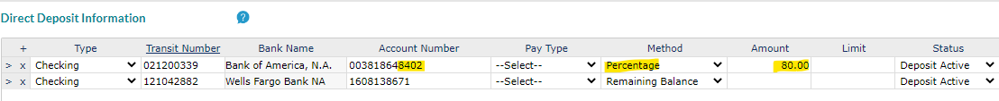 Direct Deposit Information ?
+ Type Transit Number Bank Name Account Number Pay Type Method Amount Limit Status
> x Checking 021200339 Bank of America, N.A. 003818648402 --Select-- Percentage 80.00 Deposit Active
> x Checking 121042882 Wells Fargo Bank NA 1608138671 --Select-- Remaining Balance Deposit Active